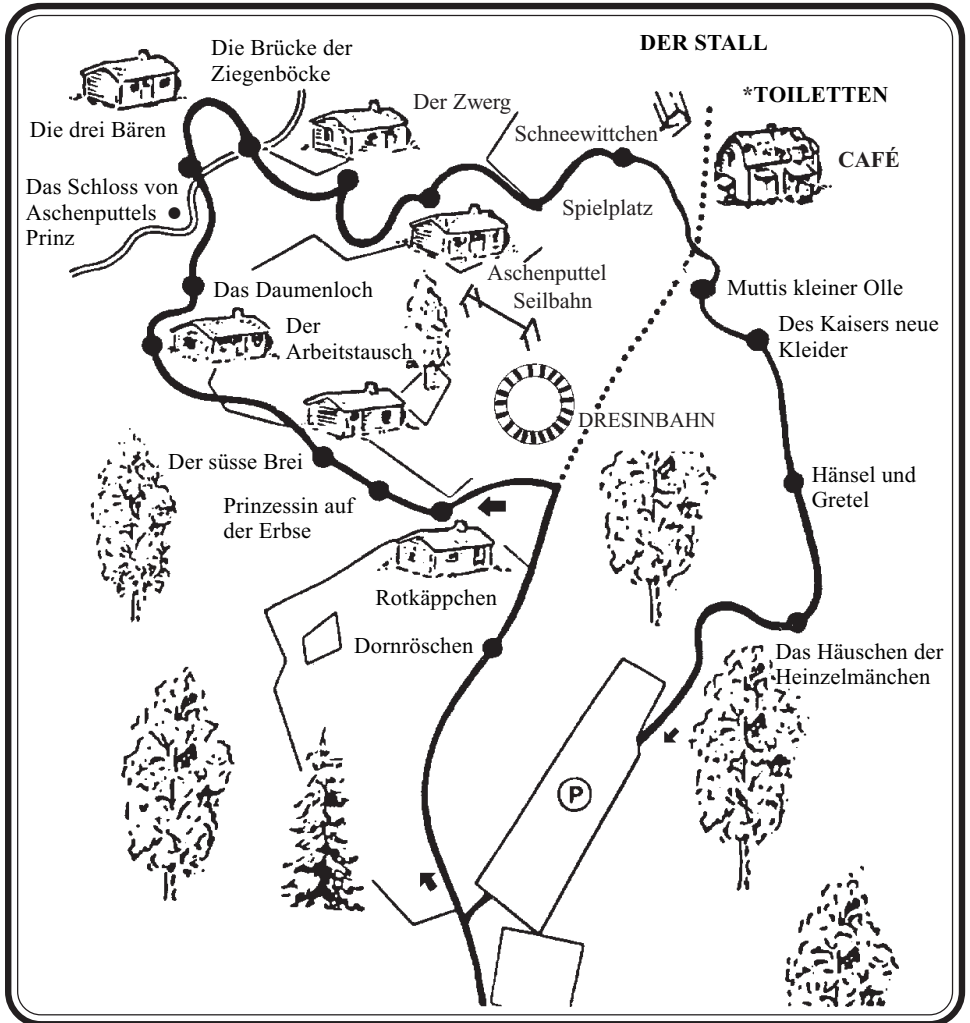 DER STALL
Die Brücke der
Ziegenböcke
*TOILETTEN
Der Zwerg
Die drei Bären
Schneewittchen
CAFÉ
Das Schloss von
Aschenputtels
Prinz
Spielplatz
Aschenputtel
Seilbahn
Das Daumenloch
Muttis kleiner Olle
Der
Arbeitstausch
Des Kaisers neue
Kleider
DRESINBAHN
Der süsse Brei
Hänsel und
Gretel
Prinzessin auf
der Erbse
Rotkäppchen
Dornröschen
Das Häuschen der
Heinzelmänchen
P